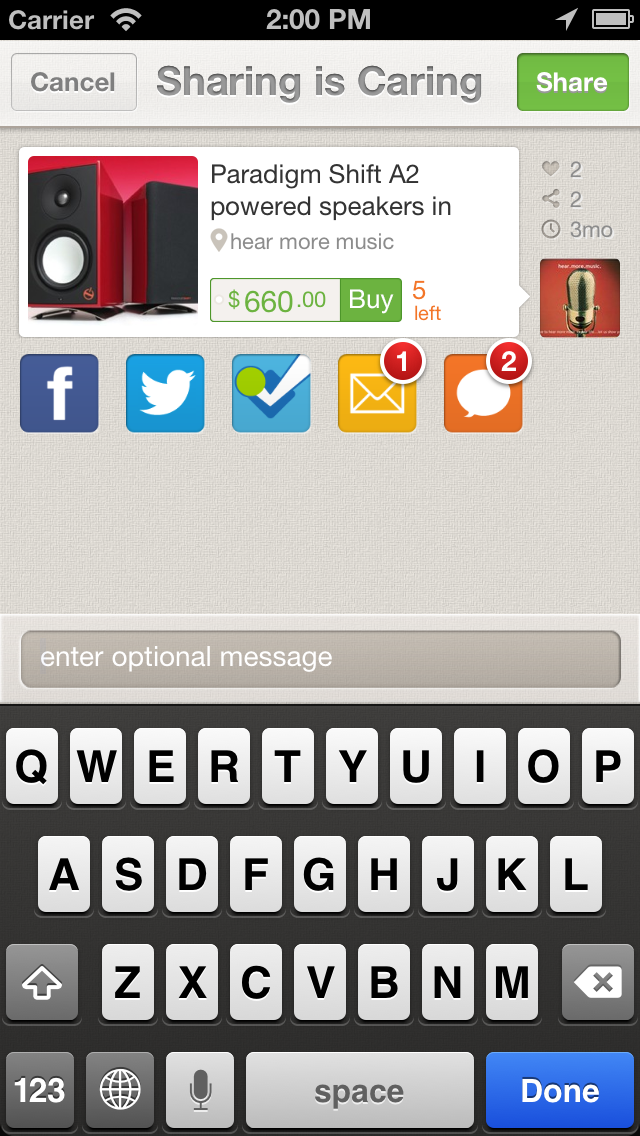 Carrier 2:00 PM
Cancel Sharing is Caring Share
Paradigm Shift A2
powered speakers in
hear more music
$660.00 Buy 5
left
2
2
3mo
hear.more.music.
f 1 2
enter optional message
Q W E R T Y U I O P
A S D F G H J K L
Z X C V B N M
123 space Done